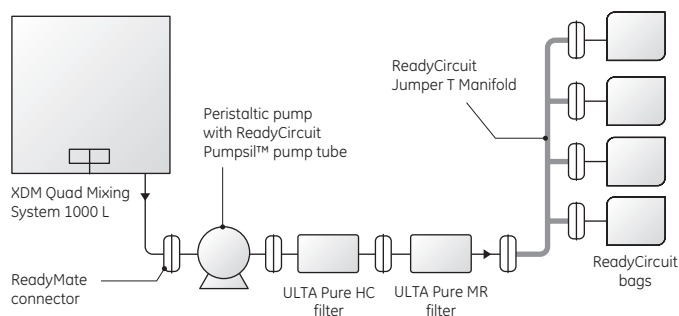 ReadyCircuit
Jumper T Manifold
Peristaltic pump
with ReadyCircuit
Pumpsil™ pump tube
XDM Quad Mixing
System 1000 L
ReadyMate
connector
ULTA Pure HC
filter
ULTA Pure MR
filter
ReadyCircuit
bags